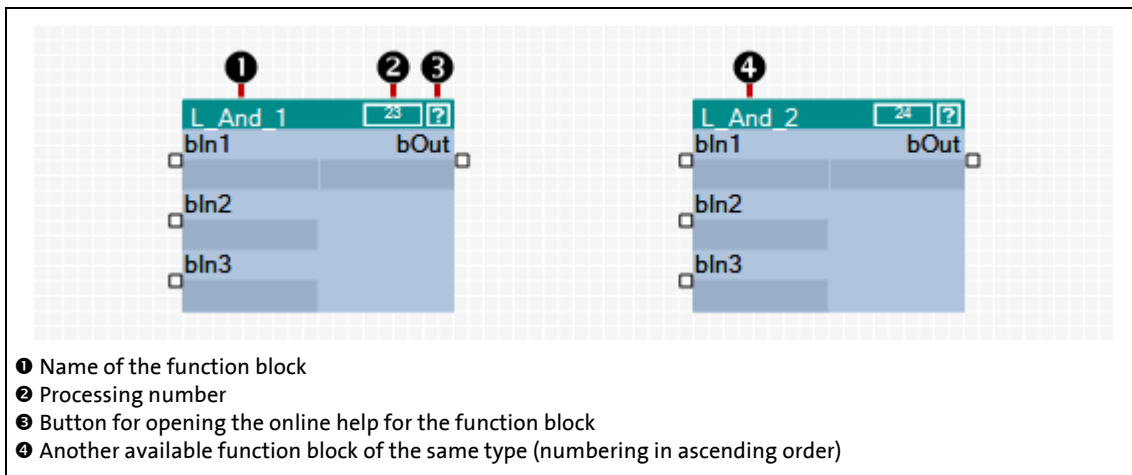 ❶ ❷ ❸ ❹
L_And_1 23 ? L_And_2 24 ?
bIn1 bOut bIn1 bOut
bIn2 bIn2
bIn3 bIn3
❶ Name of the function block
❷ Processing number
❸ Button for opening the online help for the function block
❹ Another available function block of the same type (numbering in ascending order)